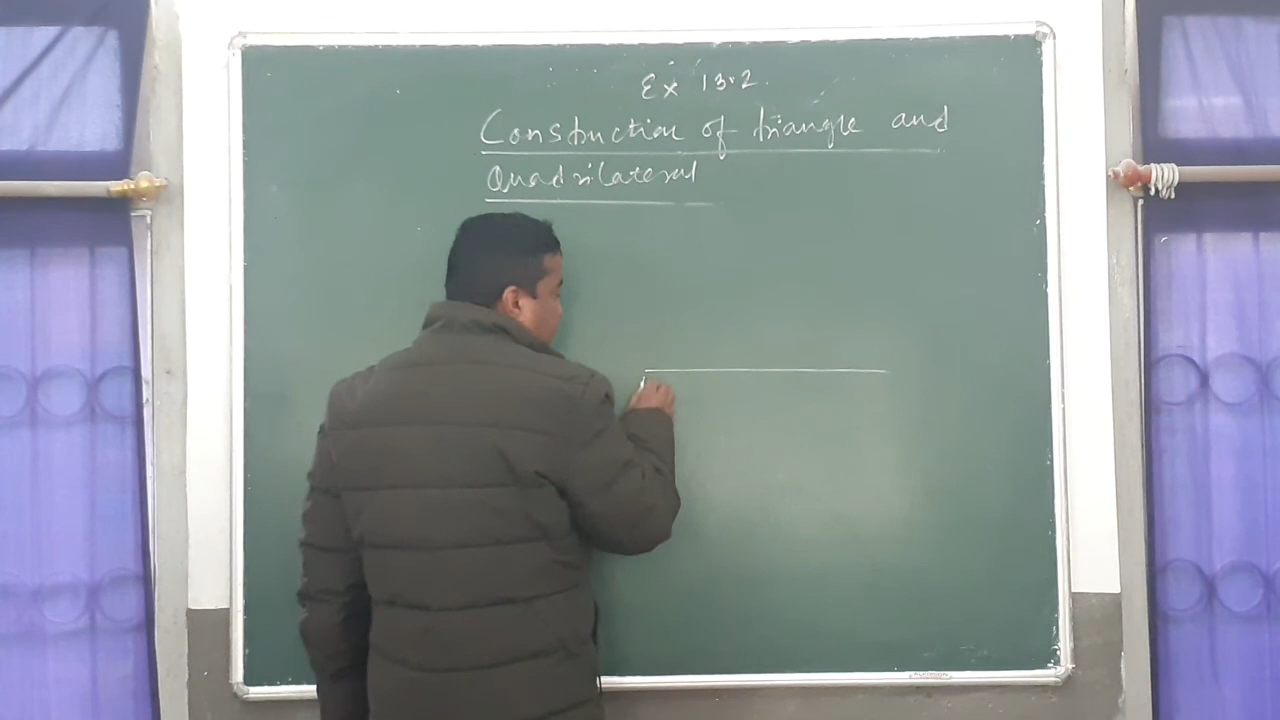 Ex 13.2.
Construction of triangle and
Quadrilateral